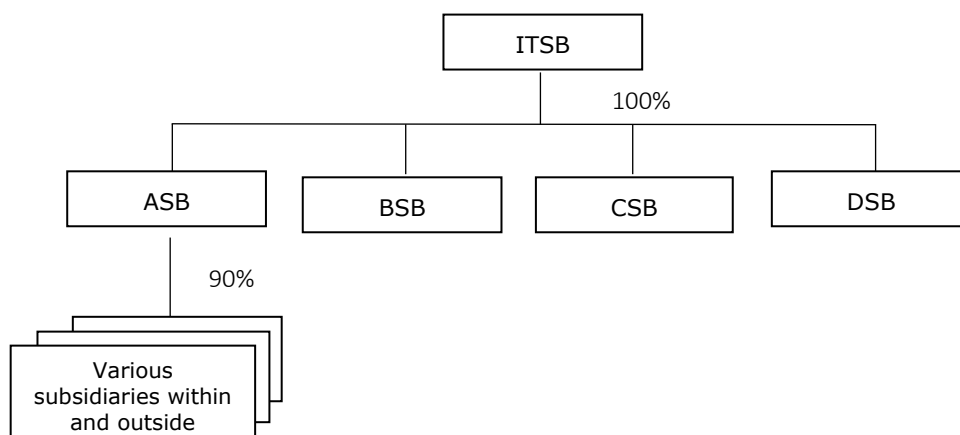 ITSB
100%
ASB
BSB
CSB
DSB
90%
Various
subsidiaries within
and outside